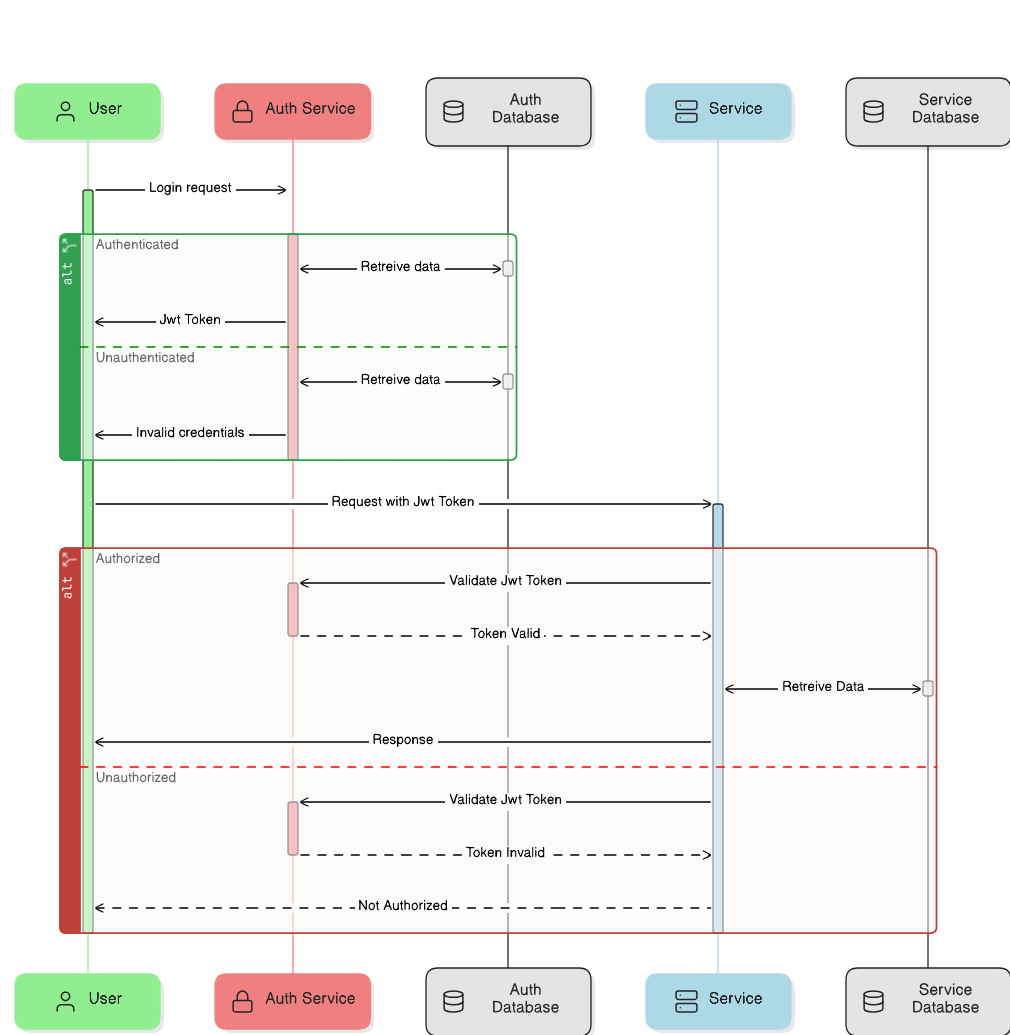 User
Auth Service
Auth
Database
Service
Service
Database
Login request
alt
Authenticated
Retreive data
Jwt Token
Unauthenticated
Retreive data
Invalid credentials
Request with Jwt Token
alt
Authorized
Validate Jwt Token
Token Valid
Retreive Data
Response
Unauthorized
Validate Jwt Token
Token Invalid
Not Authorized
User
Auth Service
Auth
Database
Service
Service
Database